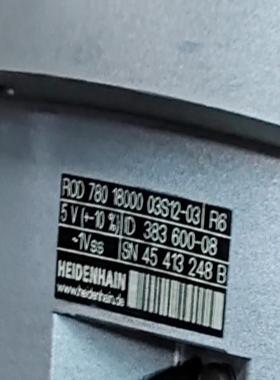 ROD 780 18000 03S12-03 R6
5 V (+-10 %) ID 383 600-08
~1Vss SN 45 413 248 B
HEIDENHAIN
www.heidenhain.de